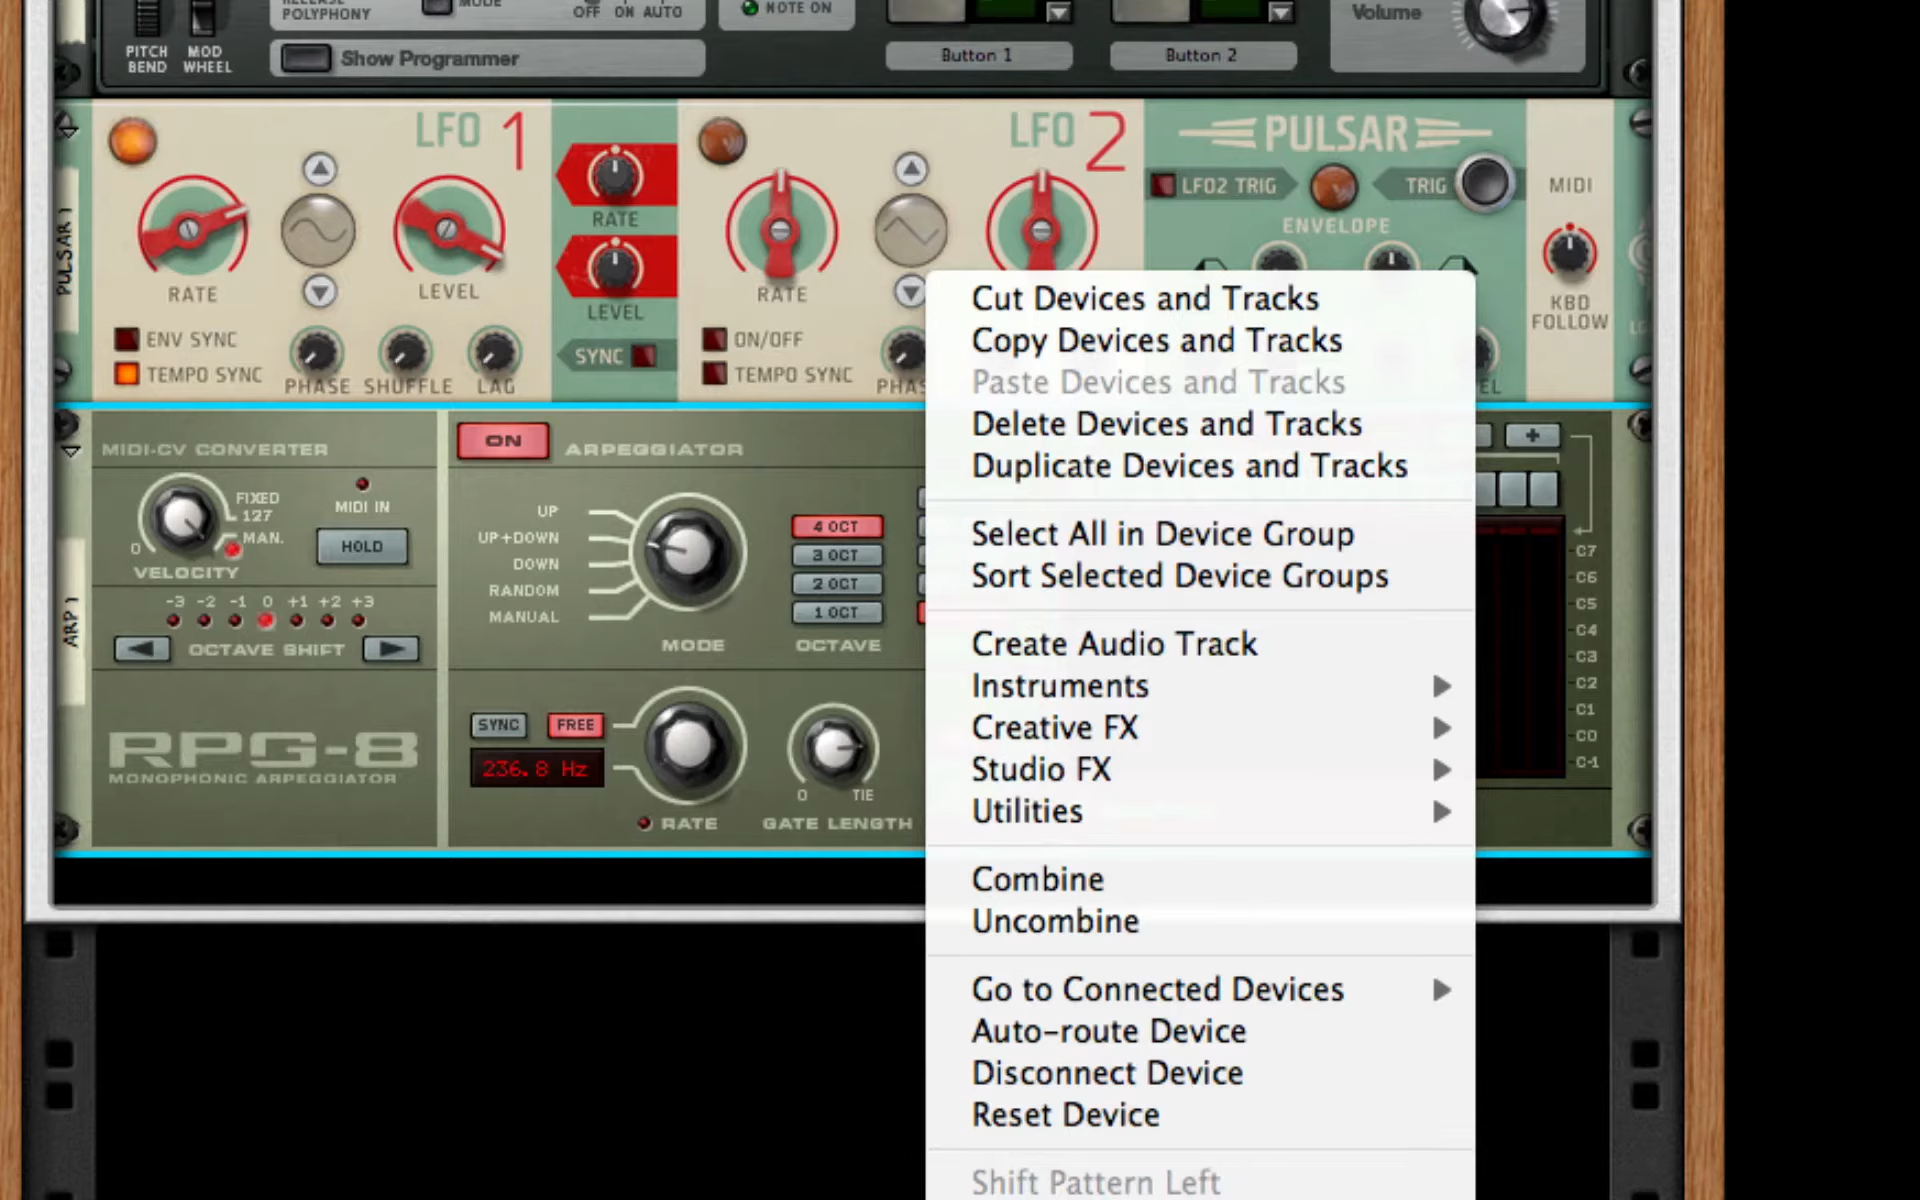 POLYPHONY
MODE
OFF ON AUTO
NOTE ON
Volume
PITCH BEND
MOD WHEEL
Show Programmer
Button 1
Button 2
PULSAR 1
LFO 1
RATE
LEVEL
ENV SYNC
TEMPO SYNC
PHASE SHUFFLE LAG
RATE
LEVEL
SYNC
LFO 2
RATE
ON/OFF
TEMPO SYNC
PULSAR
LFO2 TRIG
TRIG
ENVELOPE
MIDI
KBD
FOLLOW
ARP 1
MIDI-CV CONVERTER
FIXED
127
MAN.
0
VELOCITY
MIDI IN
HOLD
-3 -2 -1 0 +1 +2 +3
OCTAVE SHIFT
RPG-8
MONOPHONIC ARPEGGIATOR
ON
ARPEGGIATOR
UP
UP+DOWN
DOWN
RANDOM
MANUAL
MODE
4 OCT
3 OCT
2 OCT
1 OCT
OCTAVE
SYNC
FREE
236.8 Hz
RATE
0 TIE
GATE LENGTH
+
C7
C6
C5
C4
C3
C2
C1
C0
C-1
Cut Devices and Tracks
Copy Devices and Tracks
Paste Devices and Tracks
Delete Devices and Tracks
Duplicate Devices and Tracks
Select All in Device Group
Sort Selected Device Groups
Create Audio Track
Instruments
Creative FX
Studio FX
Utilities
Combine
Uncombine
Go to Connected Devices
Auto-route Device
Disconnect Device
Reset Device
Shift Pattern Left